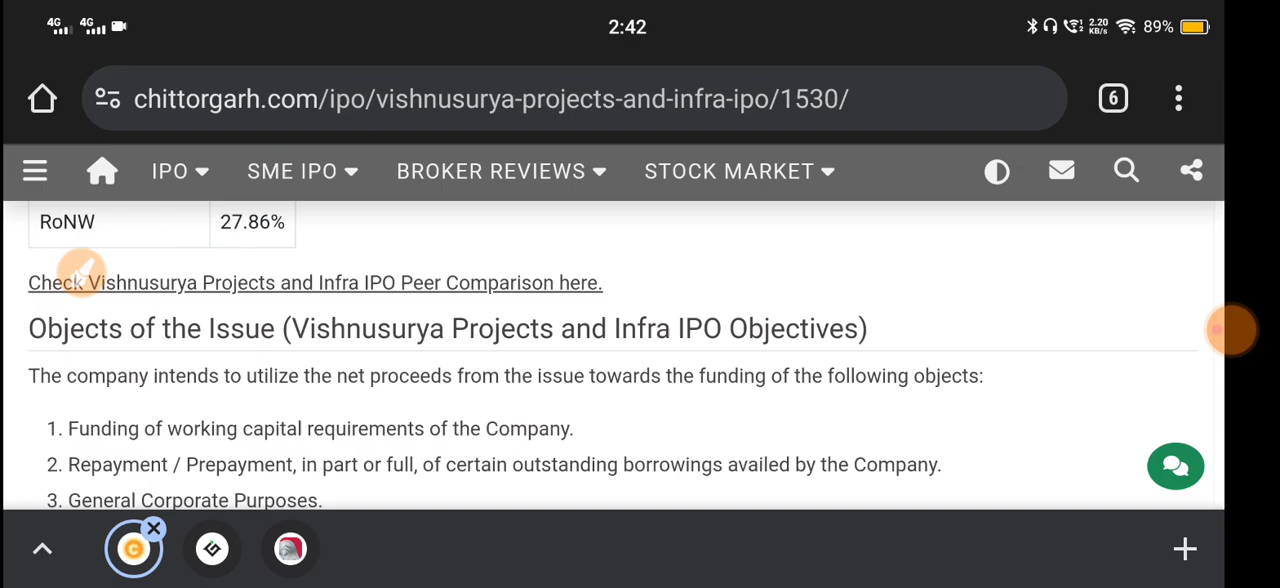 4G 4G 2:42 2.20 KB/s 89%
chittorgarh.com/ipo/vishnusurya-projects-and-infra-ipo/1530/ 6
IPO SME IPO BROKER REVIEWS STOCK MARKET
RoNW 27.86%
Check Vishnusurya Projects and Infra IPO Peer Comparison here.
Objects of the Issue (Vishnusurya Projects and Infra IPO Objectives)
The company intends to utilize the net proceeds from the issue towards the funding of the following objects:
1. Funding of working capital requirements of the Company.
2. Repayment / Prepayment, in part or full, of certain outstanding borrowings availed by the Company.
3. General Corporate Purposes.